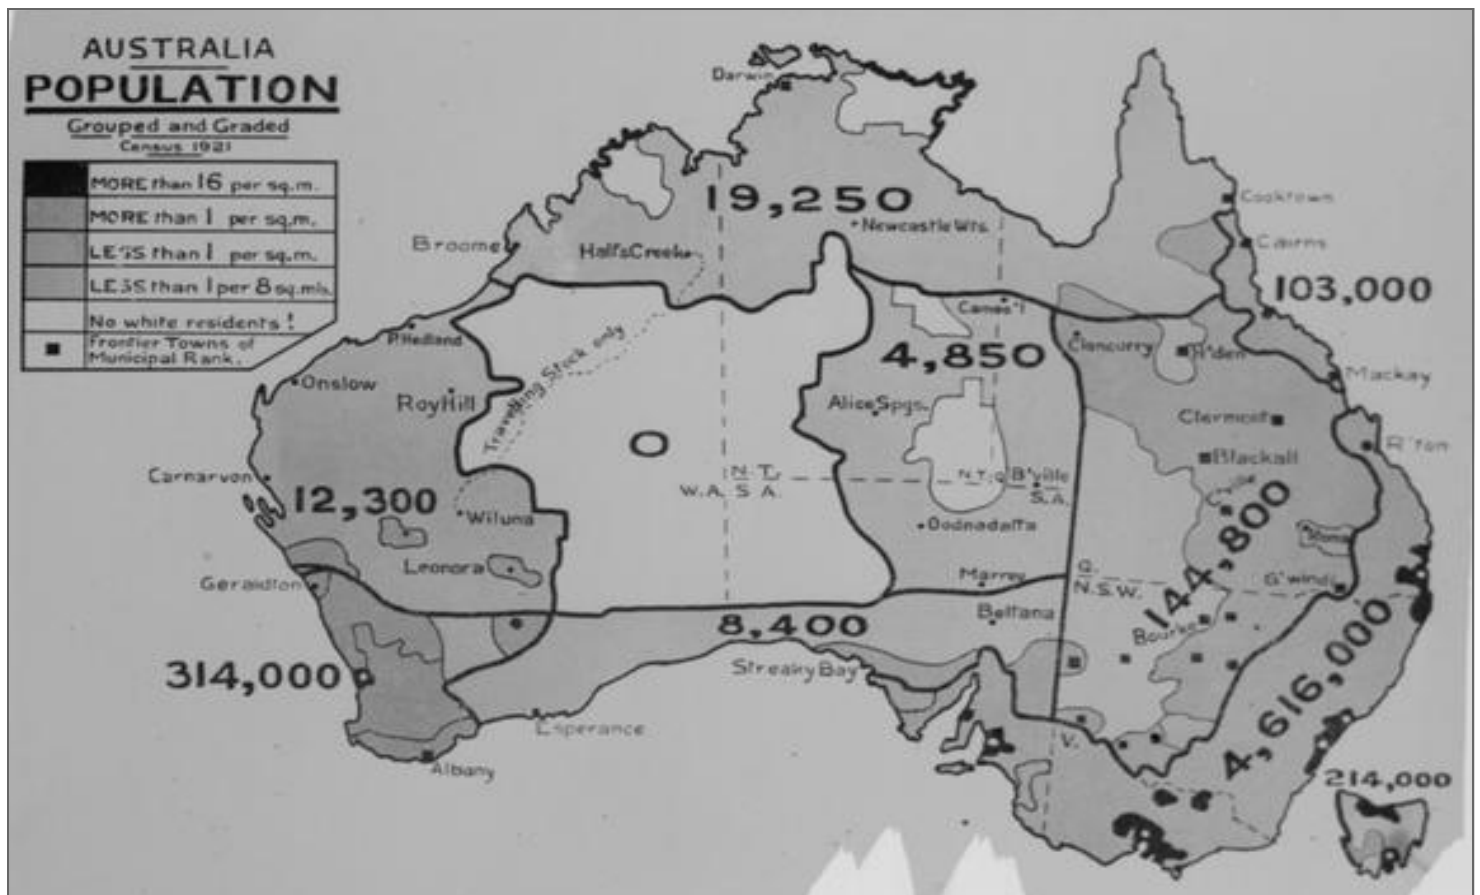 AUSTRALIA
POPULATION
Grouped and Graded
Census 1921
MORE than 16 per sq.m.
MORE than 1 per sq.m.
LESS than 1 per sq.m.
LESS than 1 per 8 sq.mls.
No white residents!
Frontier Towns of
Municipal Rank.
Darwin
19,250
Newcastle Wts.
Cooktown
Cairns
Broome
Hall's Creek
103,000
P. Hedland
Travelling Stock only
4,850
Cloncurry
Mackay
Onslow
Roy Hill
Alice Spgs.
Clermont
R'ton
O
Blackall
Carnarvon
N.T.
W.A. S.A.
N.T. Q
B'ville
S.A.
12,300
Wiluna
Oodnadatta
C'ville
Roma
144,800
Leonora
Geraldton
Marree
Q.
N.S.W.
G'windi
8,400
Beltana
Bourke
314,000
Streaky Bay
4,616,000
Esperance
V.
Albany
214,000